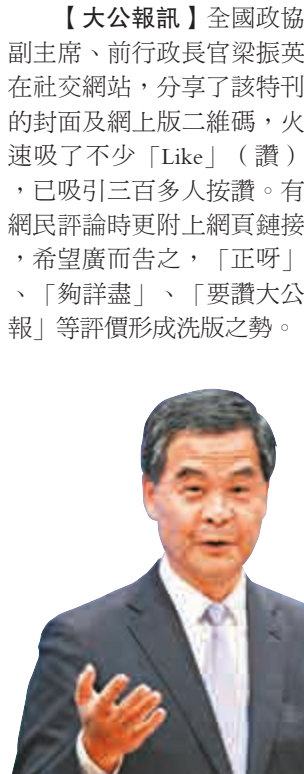 【大公報訊】全國政協
副主席、前行政長官梁振英
在社交網站，分享了該特刊
的封面及網上版二維碼，火
速吸了不少「Like」（讚）
，已吸引三百多人按讚。有
網民評論時更附上網頁鏈接
，希望廣而告之，「正呀」
、「夠詳盡」、「要讚大公
報」等評價形成洗版之勢。